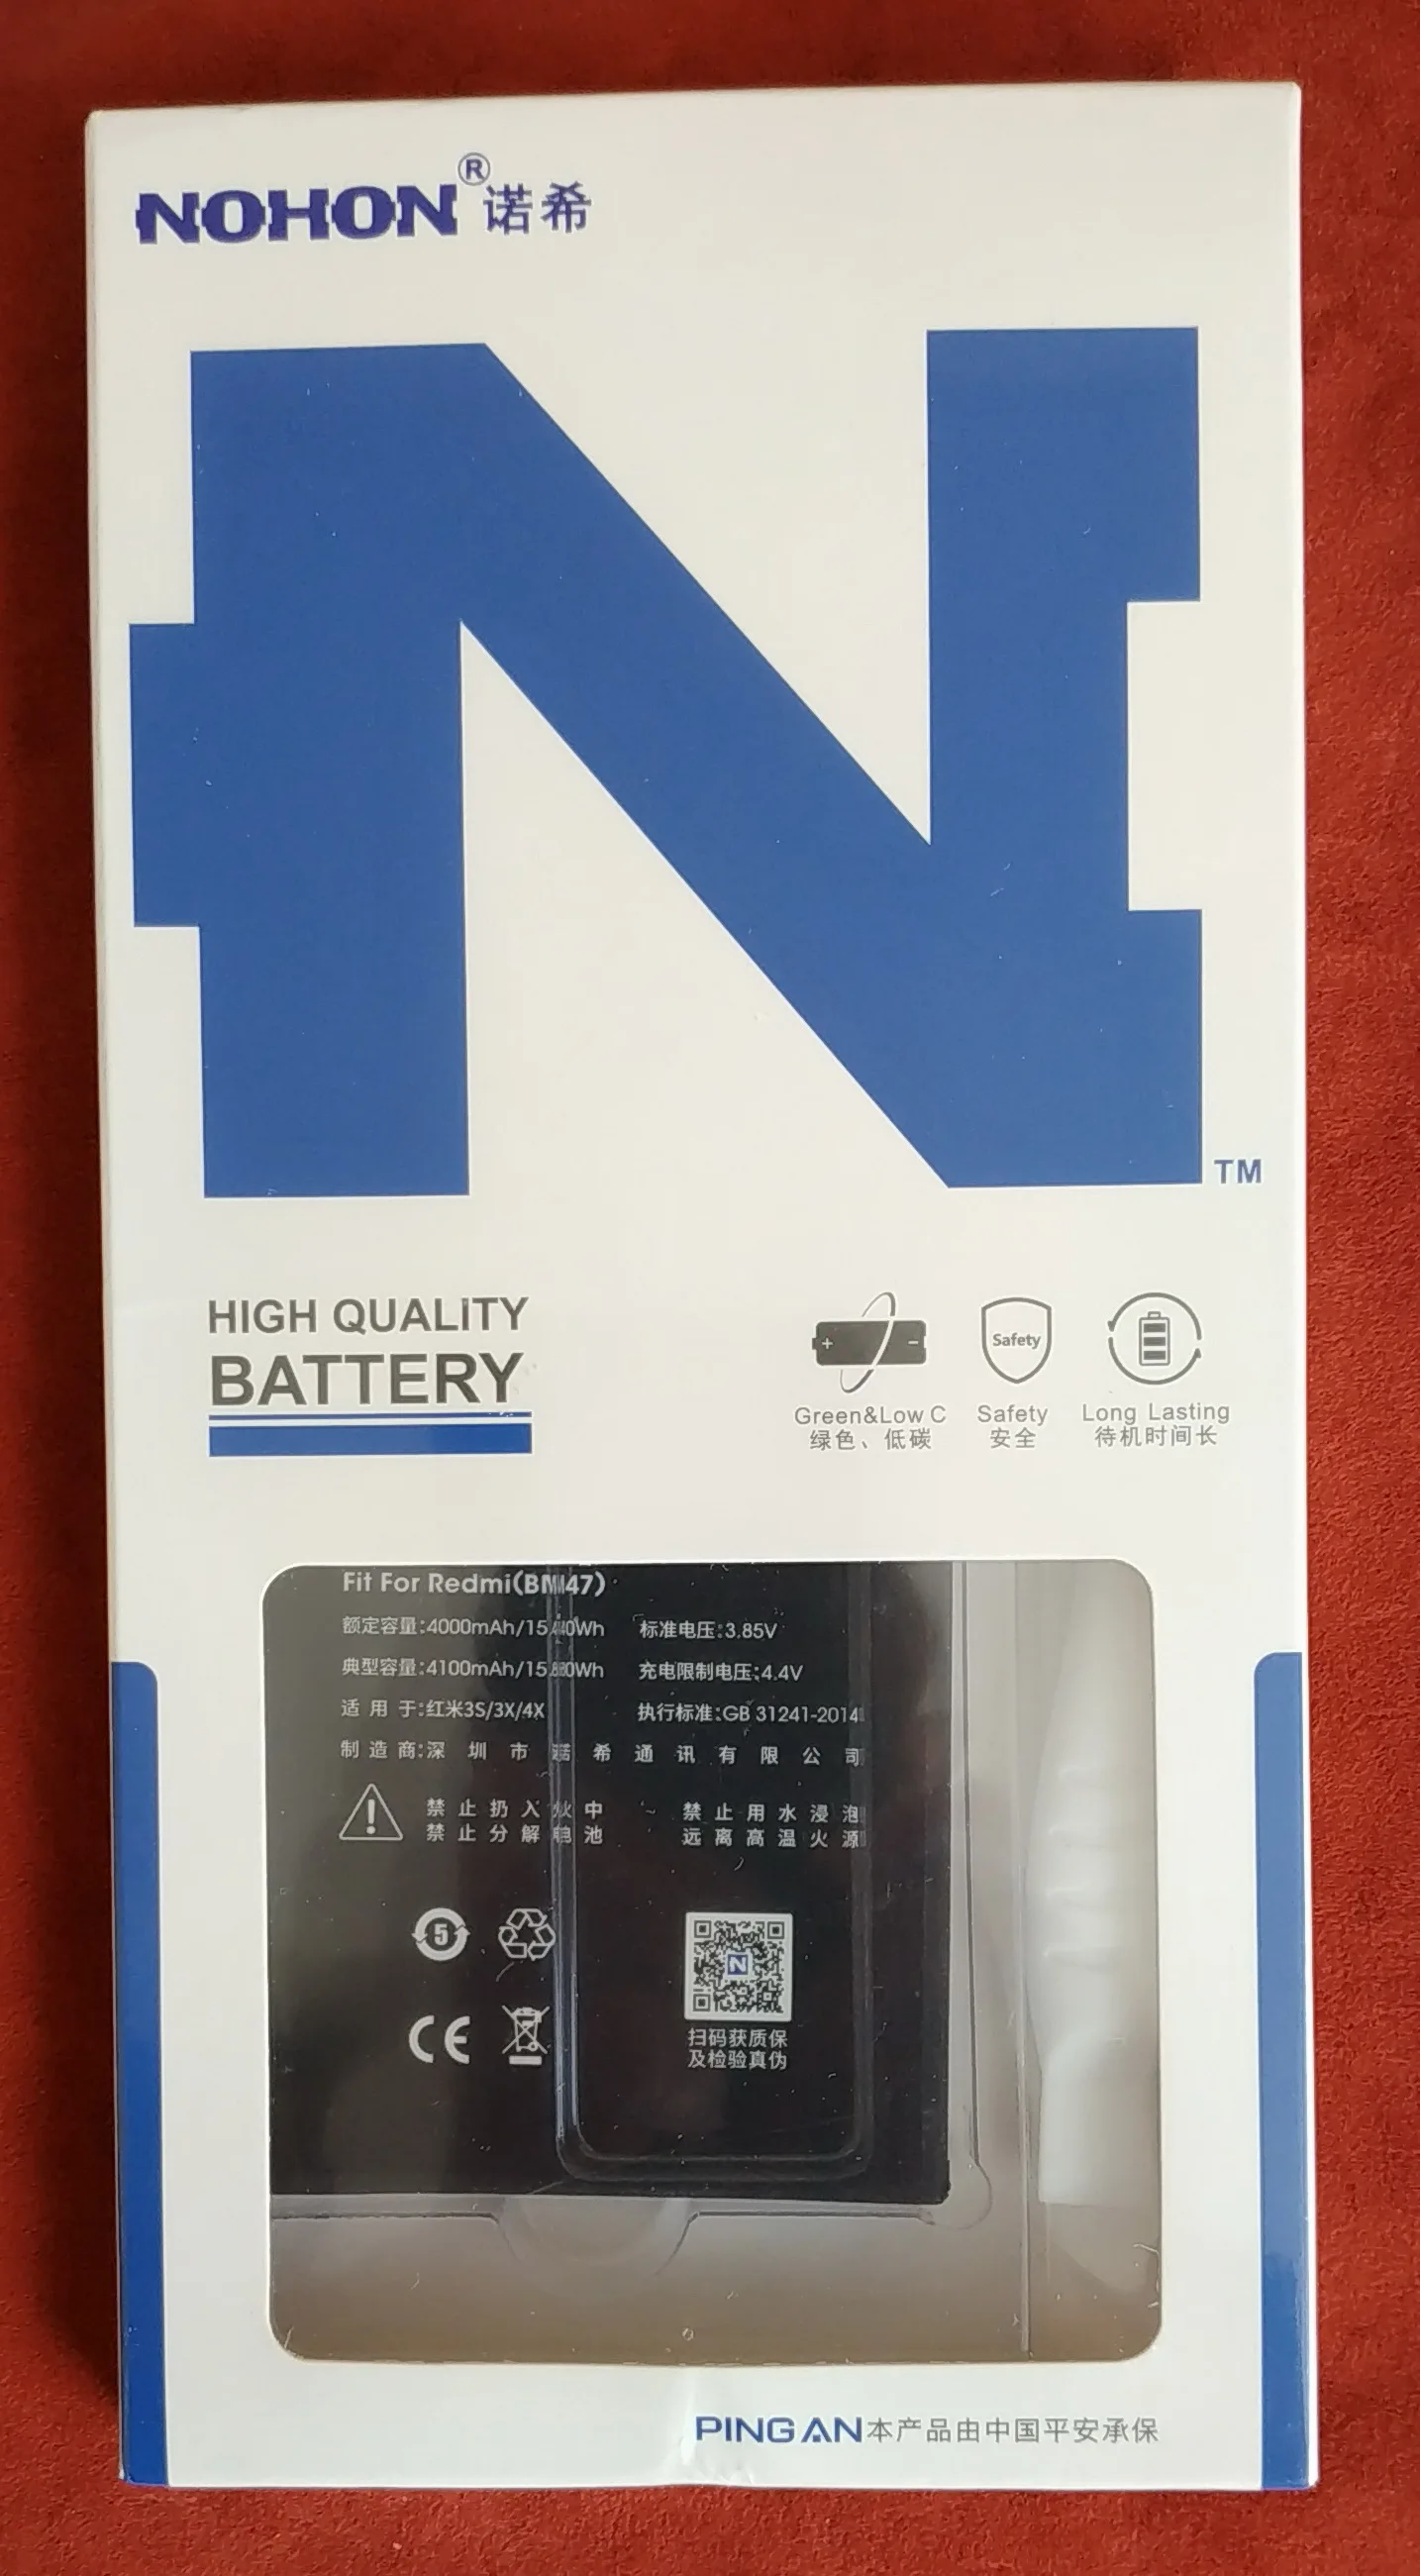 NOHON®诺希
N
TM
HIGH QUALITY
BATTERY
+ −
Safety
Green&Low C
绿色、低碳
Safety
安全
Long Lasting
待机时间长
Fit For Redmi(BM47)
额定容量:4000mAh/15.40Wh
标准电压:3.85V
典型容量:4100mAh/
充电限制电压:4.4V
适用于:红米3S/3X/4X
执行标准:GB 31241-2014
制造商:深圳市诺希通讯有限公司
禁止扔入火中
禁止用水浸泡
禁止分解电池
远离高温火源
5
N
CE
扫码获质保
及检验真伪
PING AN本产品由中国平安承保